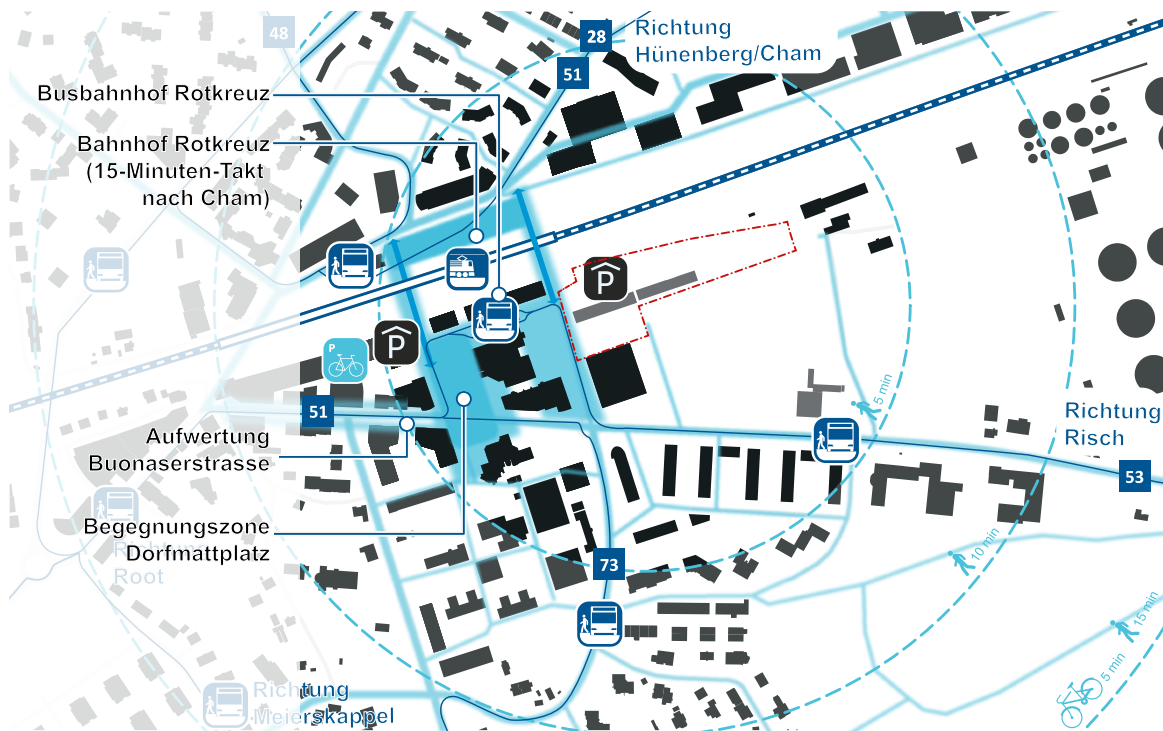 48
28
Richtung
Hünenberg/Cham
51
Busbahnhof Rotkreuz
Bahnhof Rotkreuz
(15-Minuten-Takt
nach Cham)
P
P
P
5 min
51
Richtung
Risch
Aufwertung
Buonaserstrasse
53
Begegnungszone
Dorfmattplatz
Root
73
10 min
15 min
5 min
Richtung
Meierskappel